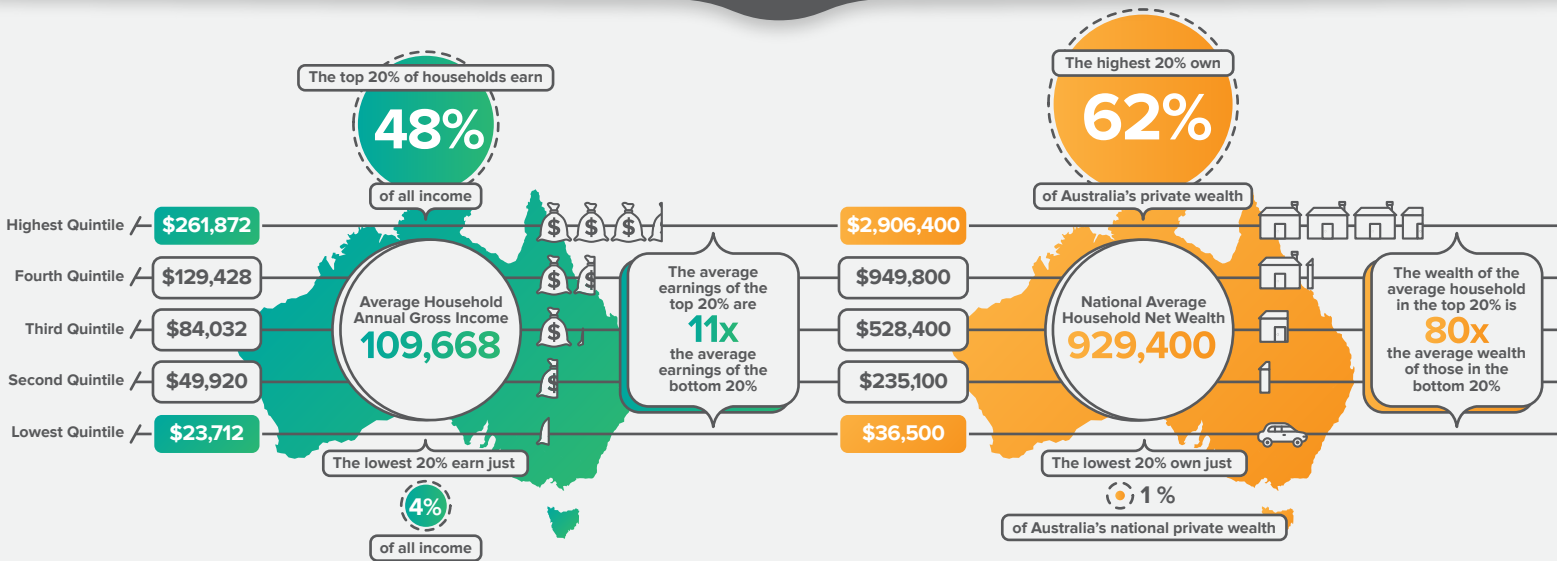 The top 20% of households earn
48%
of all income
Highest Quintile
$261,872
Fourth Quintile
$129,428
Third Quintile
$84,032
Second Quintile
$49,920
Lowest Quintile
$23,712
Average Household
Annual Gross Income
109,668
$ $ $
$ $
$
$
The average
earnings of the
top 20% are
11x
the average
earnings of the
bottom 20%
The lowest 20% earn just
4%
of all income
The highest 20% own
62%
of Australia's private wealth
$2,906,400
$949,800
$528,400
$235,100
$36,500
National Average
Household Net Wealth
929,400
The wealth of the
average household
in the top 20% is
80x
the average wealth
of those in the
bottom 20%
The lowest 20% own just
1 %
of Australia's national private wealth